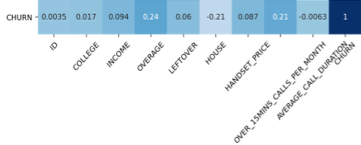 CHURN 0.0035 0.017 0.094 0.24 0.06 -0.21 0.087 0.21 -0.0063 1
ID
COLLEGE
INCOME
OVERAGE
LEFTOVER
HOUSE
HANDSET_PRICE
OVER_15MINS_CALLS_PER_MONTH
AVERAGE_CALL_DURATION
CHURN